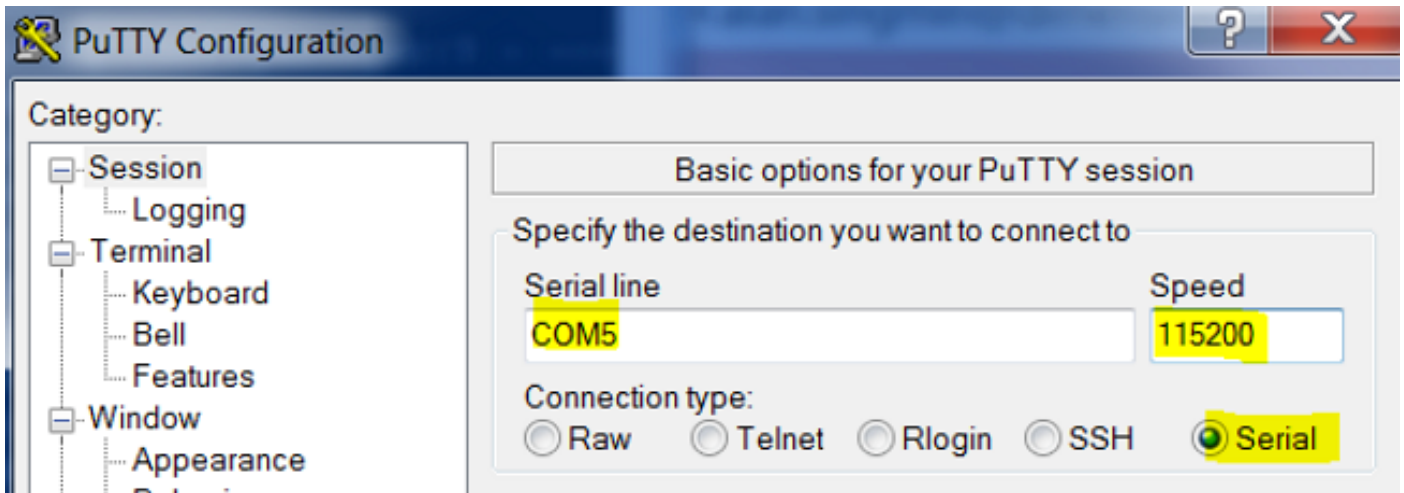 PuTTY Configuration
?
X
Category:
Session
Logging
Terminal
Keyboard
Bell
Features
Window
Appearance
Basic options for your PuTTY session
Specify the destination you want to connect to
Serial line Speed
COM5 115200
Connection type:
Raw Telnet Rlogin SSH Serial